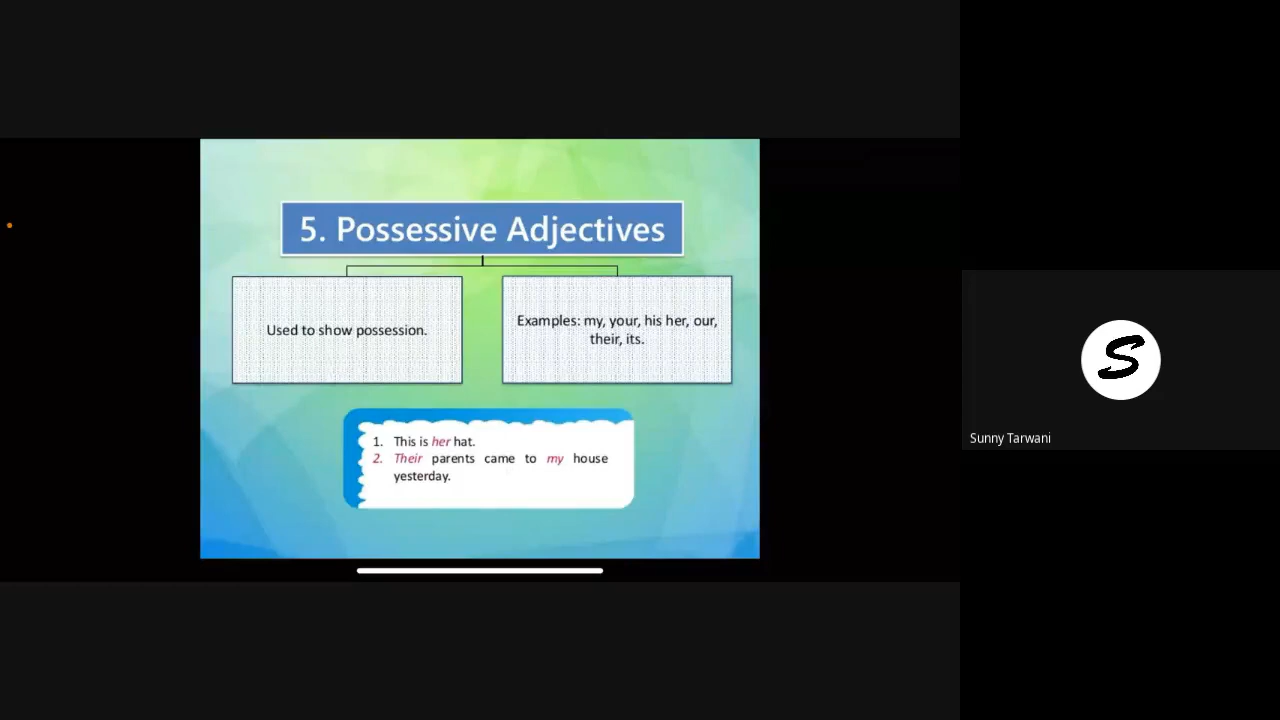 5. Possessive Adjectives
Used to show possession.
Examples: my, your, his her, our,
their, its.
1. This is her hat.
2. Their parents came to my house
yesterday.
S
Sunny Tarwani